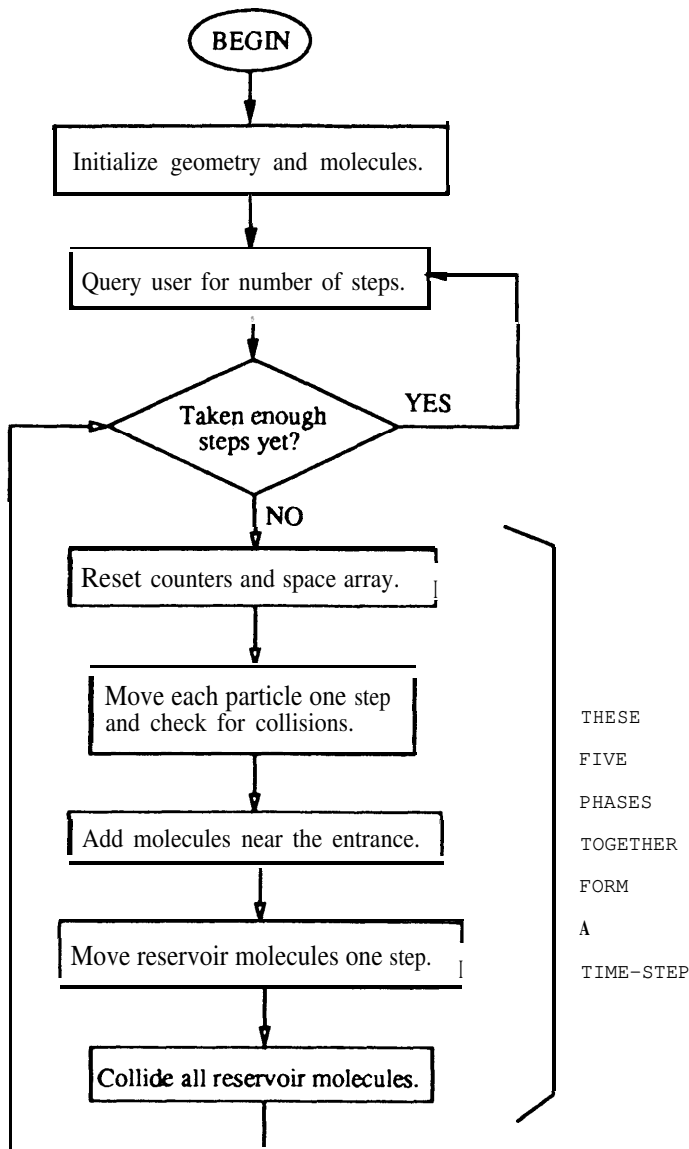 BEGIN
Initialize geometry and molecules.
Query user for number of steps.
Taken enough
steps yet?
YES
NO
Reset counters and space array.
Move each particle one step
and check for collisions.
Add molecules near the entrance.
Move reservoir molecules one step.
Collide all reservoir molecules.
THESE
FIVE
PHASES
TOGETHER
FORM
A
TIME-STEP